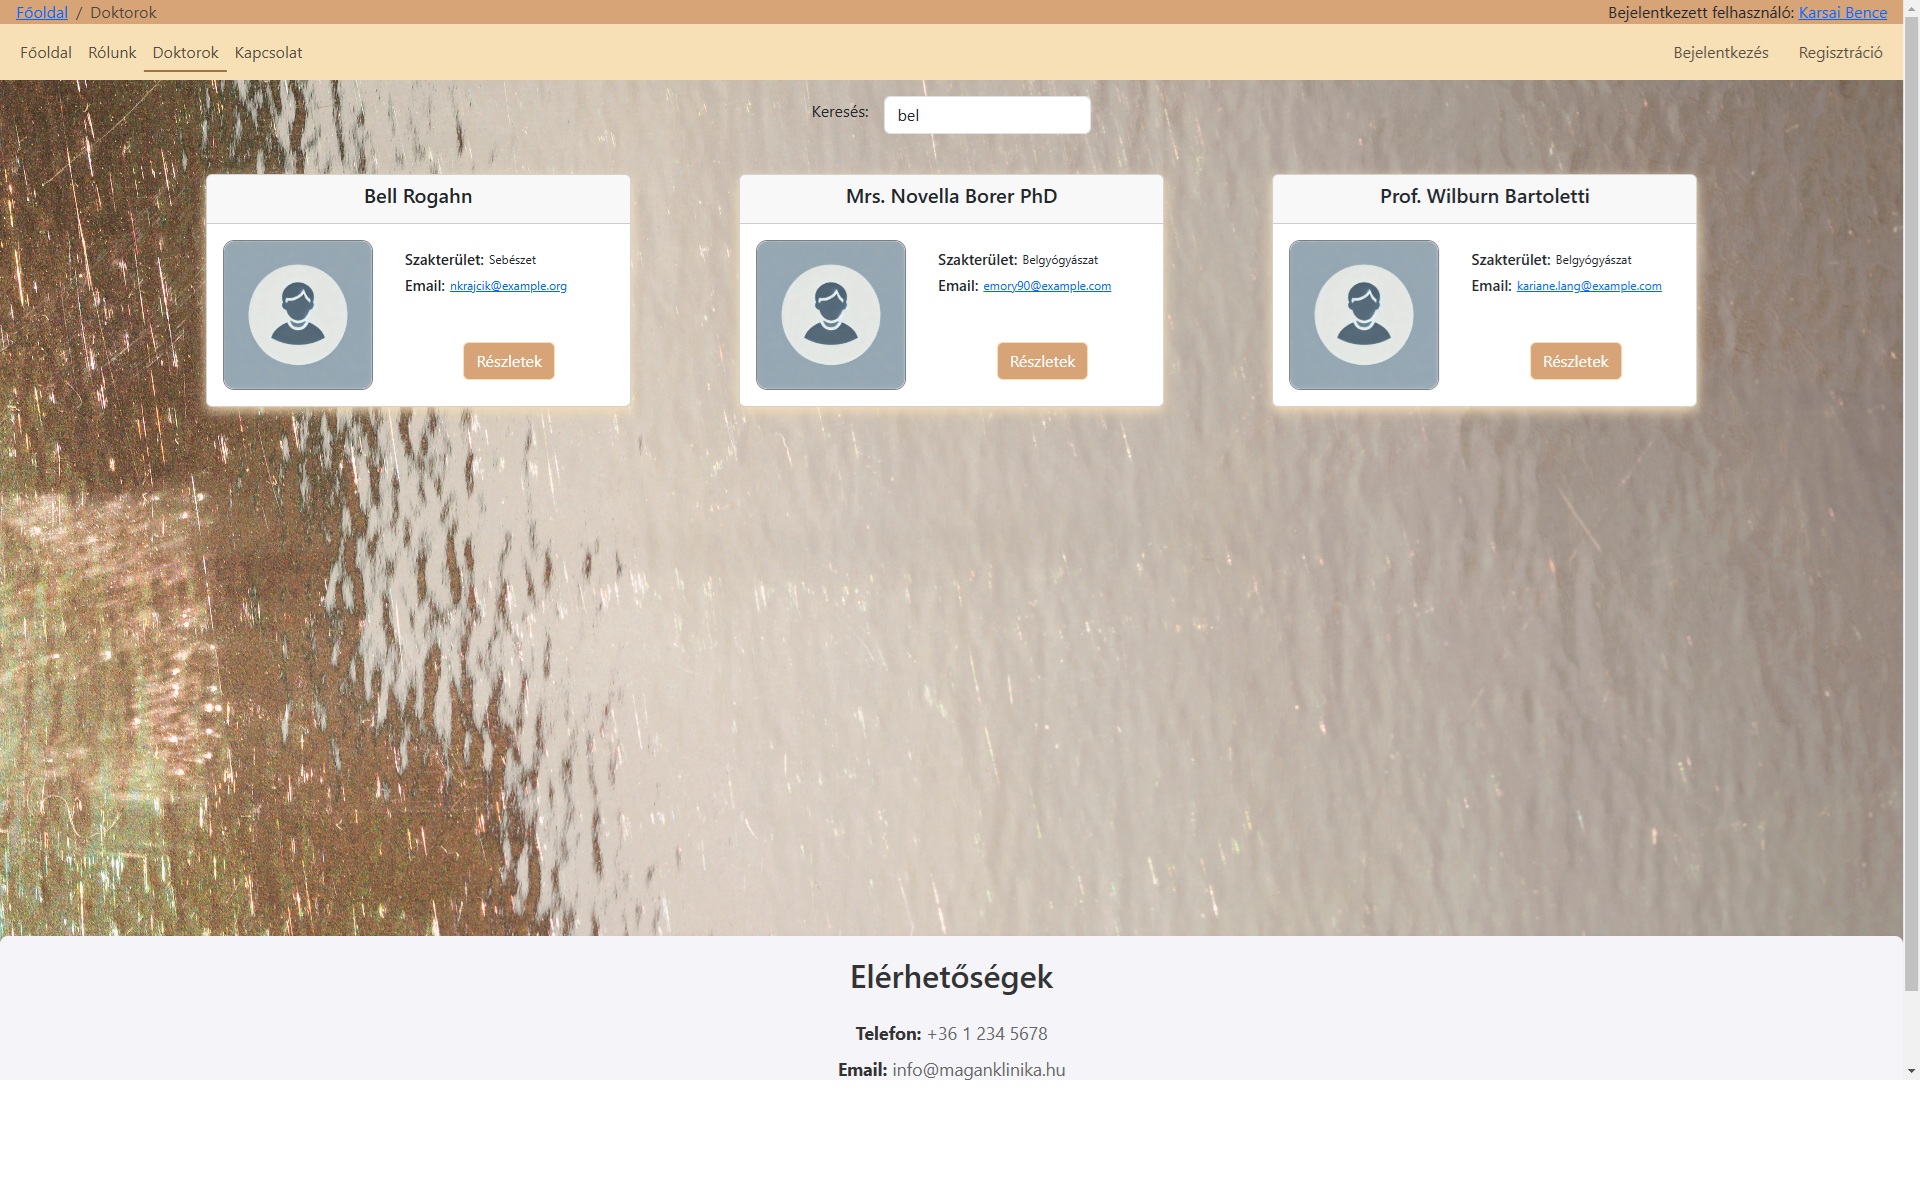 Főoldal / Doktorok
Bejelentkezett felhasználó: Karsai Bence
Főoldal Rólunk Doktorok Kapcsolat
Bejelentkezés Regisztráció
Keresés: bel
Bell Rogahn
Szakterület: Sebészet
Email: nkrajcik@example.org
Részletek
Mrs. Novella Borer PhD
Szakterület: Belgyógyászat
Email: emory90@example.com
Részletek
Prof. Wilburn Bartoletti
Szakterület: Belgyógyászat
Email: kariane.lang@example.com
Részletek
Elérhetőségek
Telefon: +36 1 234 5678
Email: info@maganklinika.hu